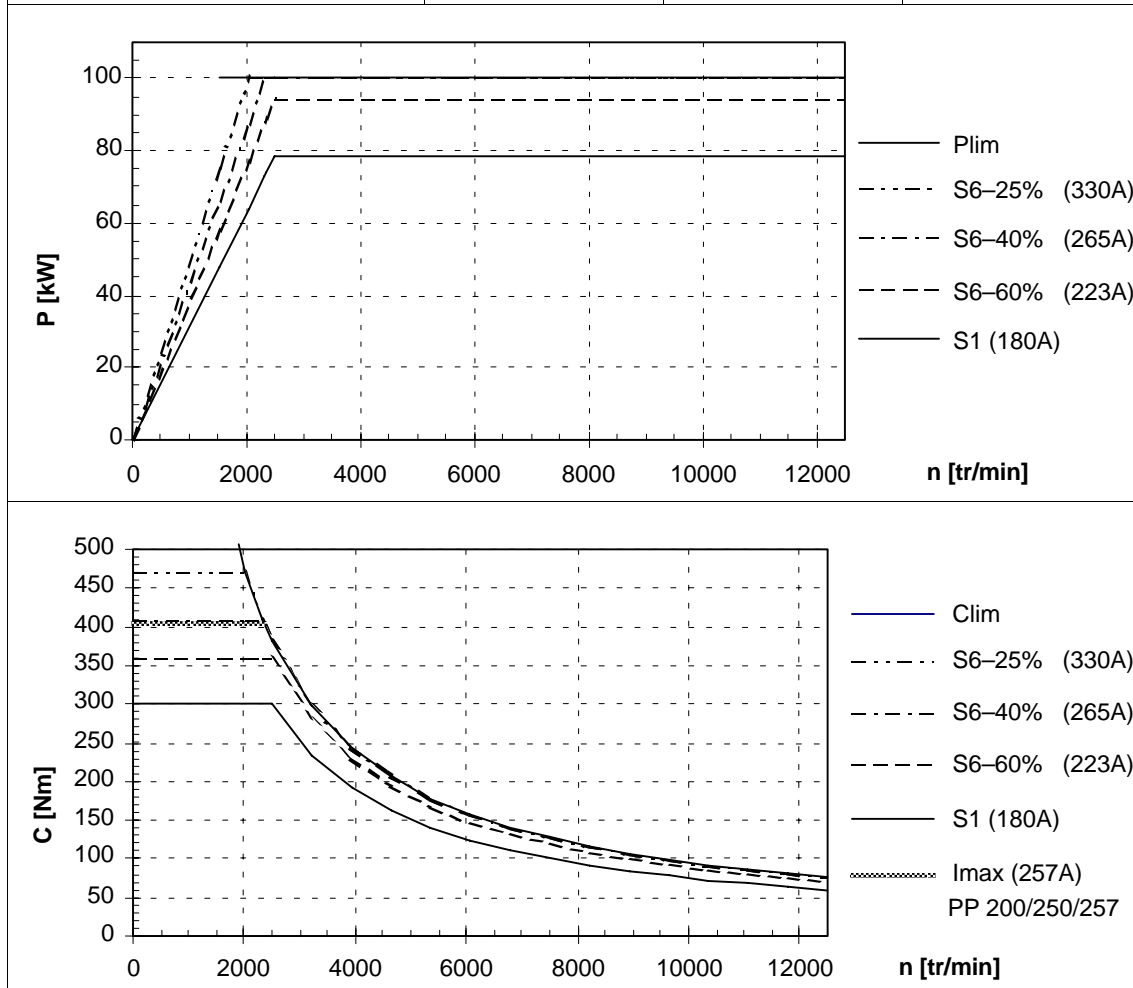 100
80
60
40
20
0
P [kW]
0 2000 4000 6000 8000 10000 12000 n [tr/min]
Plim
S6–25% (330A)
S6–40% (265A)
S6–60% (223A)
S1 (180A)
500
450
400
350
300
250
200
150
100
50
0
C [Nm]
0 2000 4000 6000 8000 10000 12000 n [tr/min]
Clim
S6–25% (330A)
S6–40% (265A)
S6–60% (223A)
S1 (180A)
Imax (257A)
PP 200/250/257